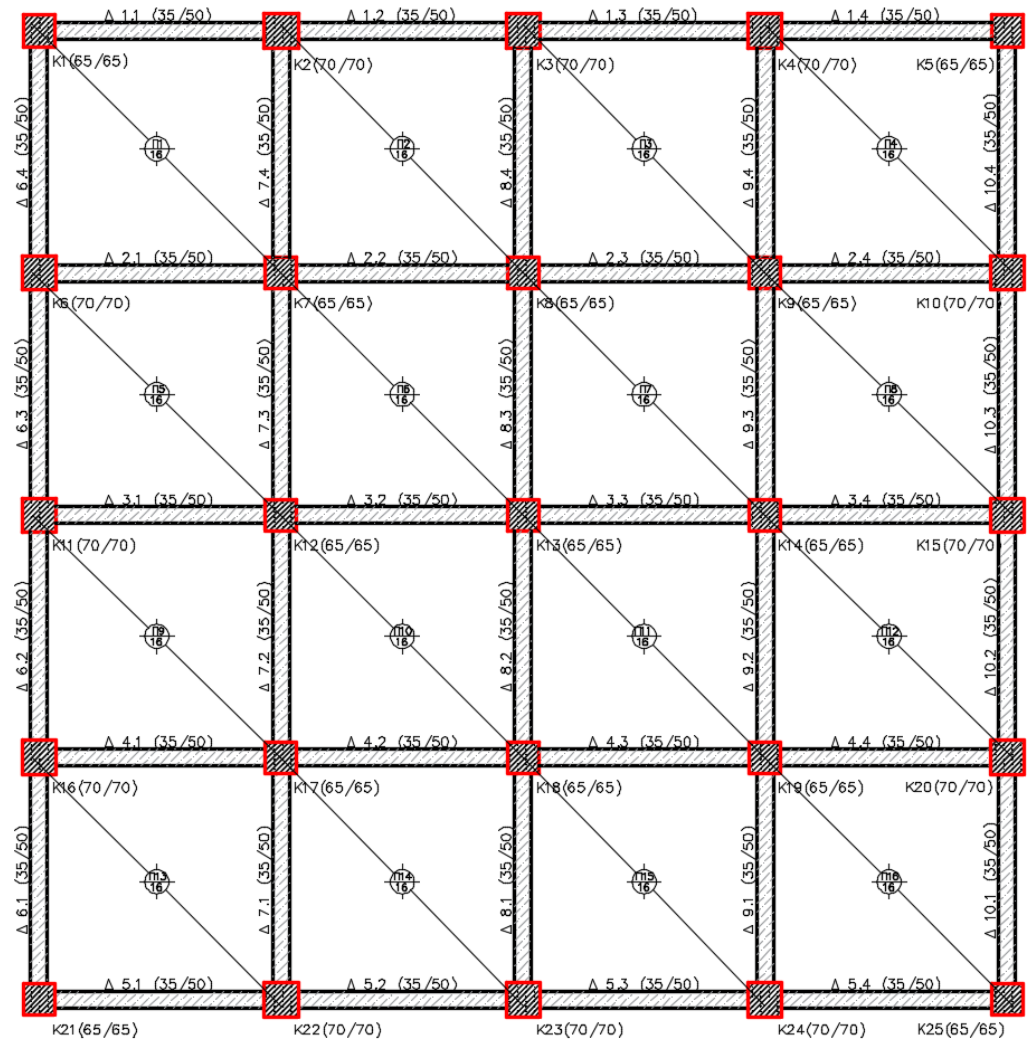 Δ 1.1 (35/50) Δ 1.2 (35/50) Δ 1.3 (35/50) Δ 1.4 (35/50)
K1(65/65) K2(70/70) K3(70/70) K4(70/70) K5(65/65)
Δ 6.4 (35/50) Δ 7.4 (35/50) Δ 8.4 (35/50) Δ 9.4 (35/50) Δ 10.4 (35/50)
Π1 Π2 Π3 Π4
16 16 16 16
Δ 2.1 (35/50) Δ 2.2 (35/50) Δ 2.3 (35/50) Δ 2.4 (35/50)
K6(70/70) K7(65/65) K8(65/65) K9(65/65) K10(70/70)
Δ 6.3 (35/50) Δ 7.3 (35/50) Δ 8.3 (35/50) Δ 9.3 (35/50) Δ 10.3 (35/50)
Π5 Π6 Π7 Π8
16 16 16 16
Δ 3.1 (35/50) Δ 3.2 (35/50) Δ 3.3 (35/50) Δ 3.4 (35/50)
K11(70/70) K12(65/65) K13(65/65) K14(65/65) K15(70/70)
Δ 6.2 (35/50) Δ 7.2 (35/50) Δ 8.2 (35/50) Δ 9.2 (35/50) Δ 10.2 (35/50)
Π9 Π10 Π11 Π12
16 16 16 16
Δ 4.1 (35/50) Δ 4.2 (35/50) Δ 4.3 (35/50) Δ 4.4 (35/50)
K16(70/70) K17(65/65) K18(65/65) K19(65/65) K20(70/70)
Δ 6.1 (35/50) Δ 7.1 (35/50) Δ 8.1 (35/50) Δ 9.1 (35/50) Δ 10.1 (35/50)
Π13 Π14 Π15 Π16
16 16 16 16
Δ 5.1 (35/50) Δ 5.2 (35/50) Δ 5.3 (35/50) Δ 5.4 (35/50)
K21(65/65) K22(70/70) K23(70/70) K24(70/70) K25(65/65)